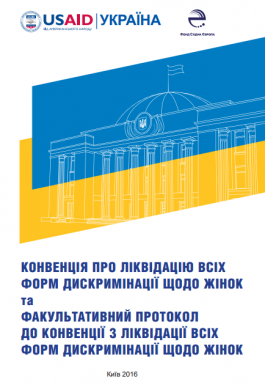 USAID | УКРАЇНА
ВІД АМЕРИКАНСЬКОГО НАРОДУ
Фонд Східна Європа
КОНВЕНЦІЯ ПРО ЛІКВІДАЦІЮ ВСІХ
ФОРМ ДИСКРИМІНАЦІЇ ЩОДО ЖІНОК
та
ФАКУЛЬТАТИВНИЙ ПРОТОКОЛ
ДО КОНВЕНЦІЇ З ЛІКВІДАЦІЇ ВСІХ
ФОРМ ДИСКРИМІНАЦІЇ ЩОДО ЖІНОК
Київ 2016